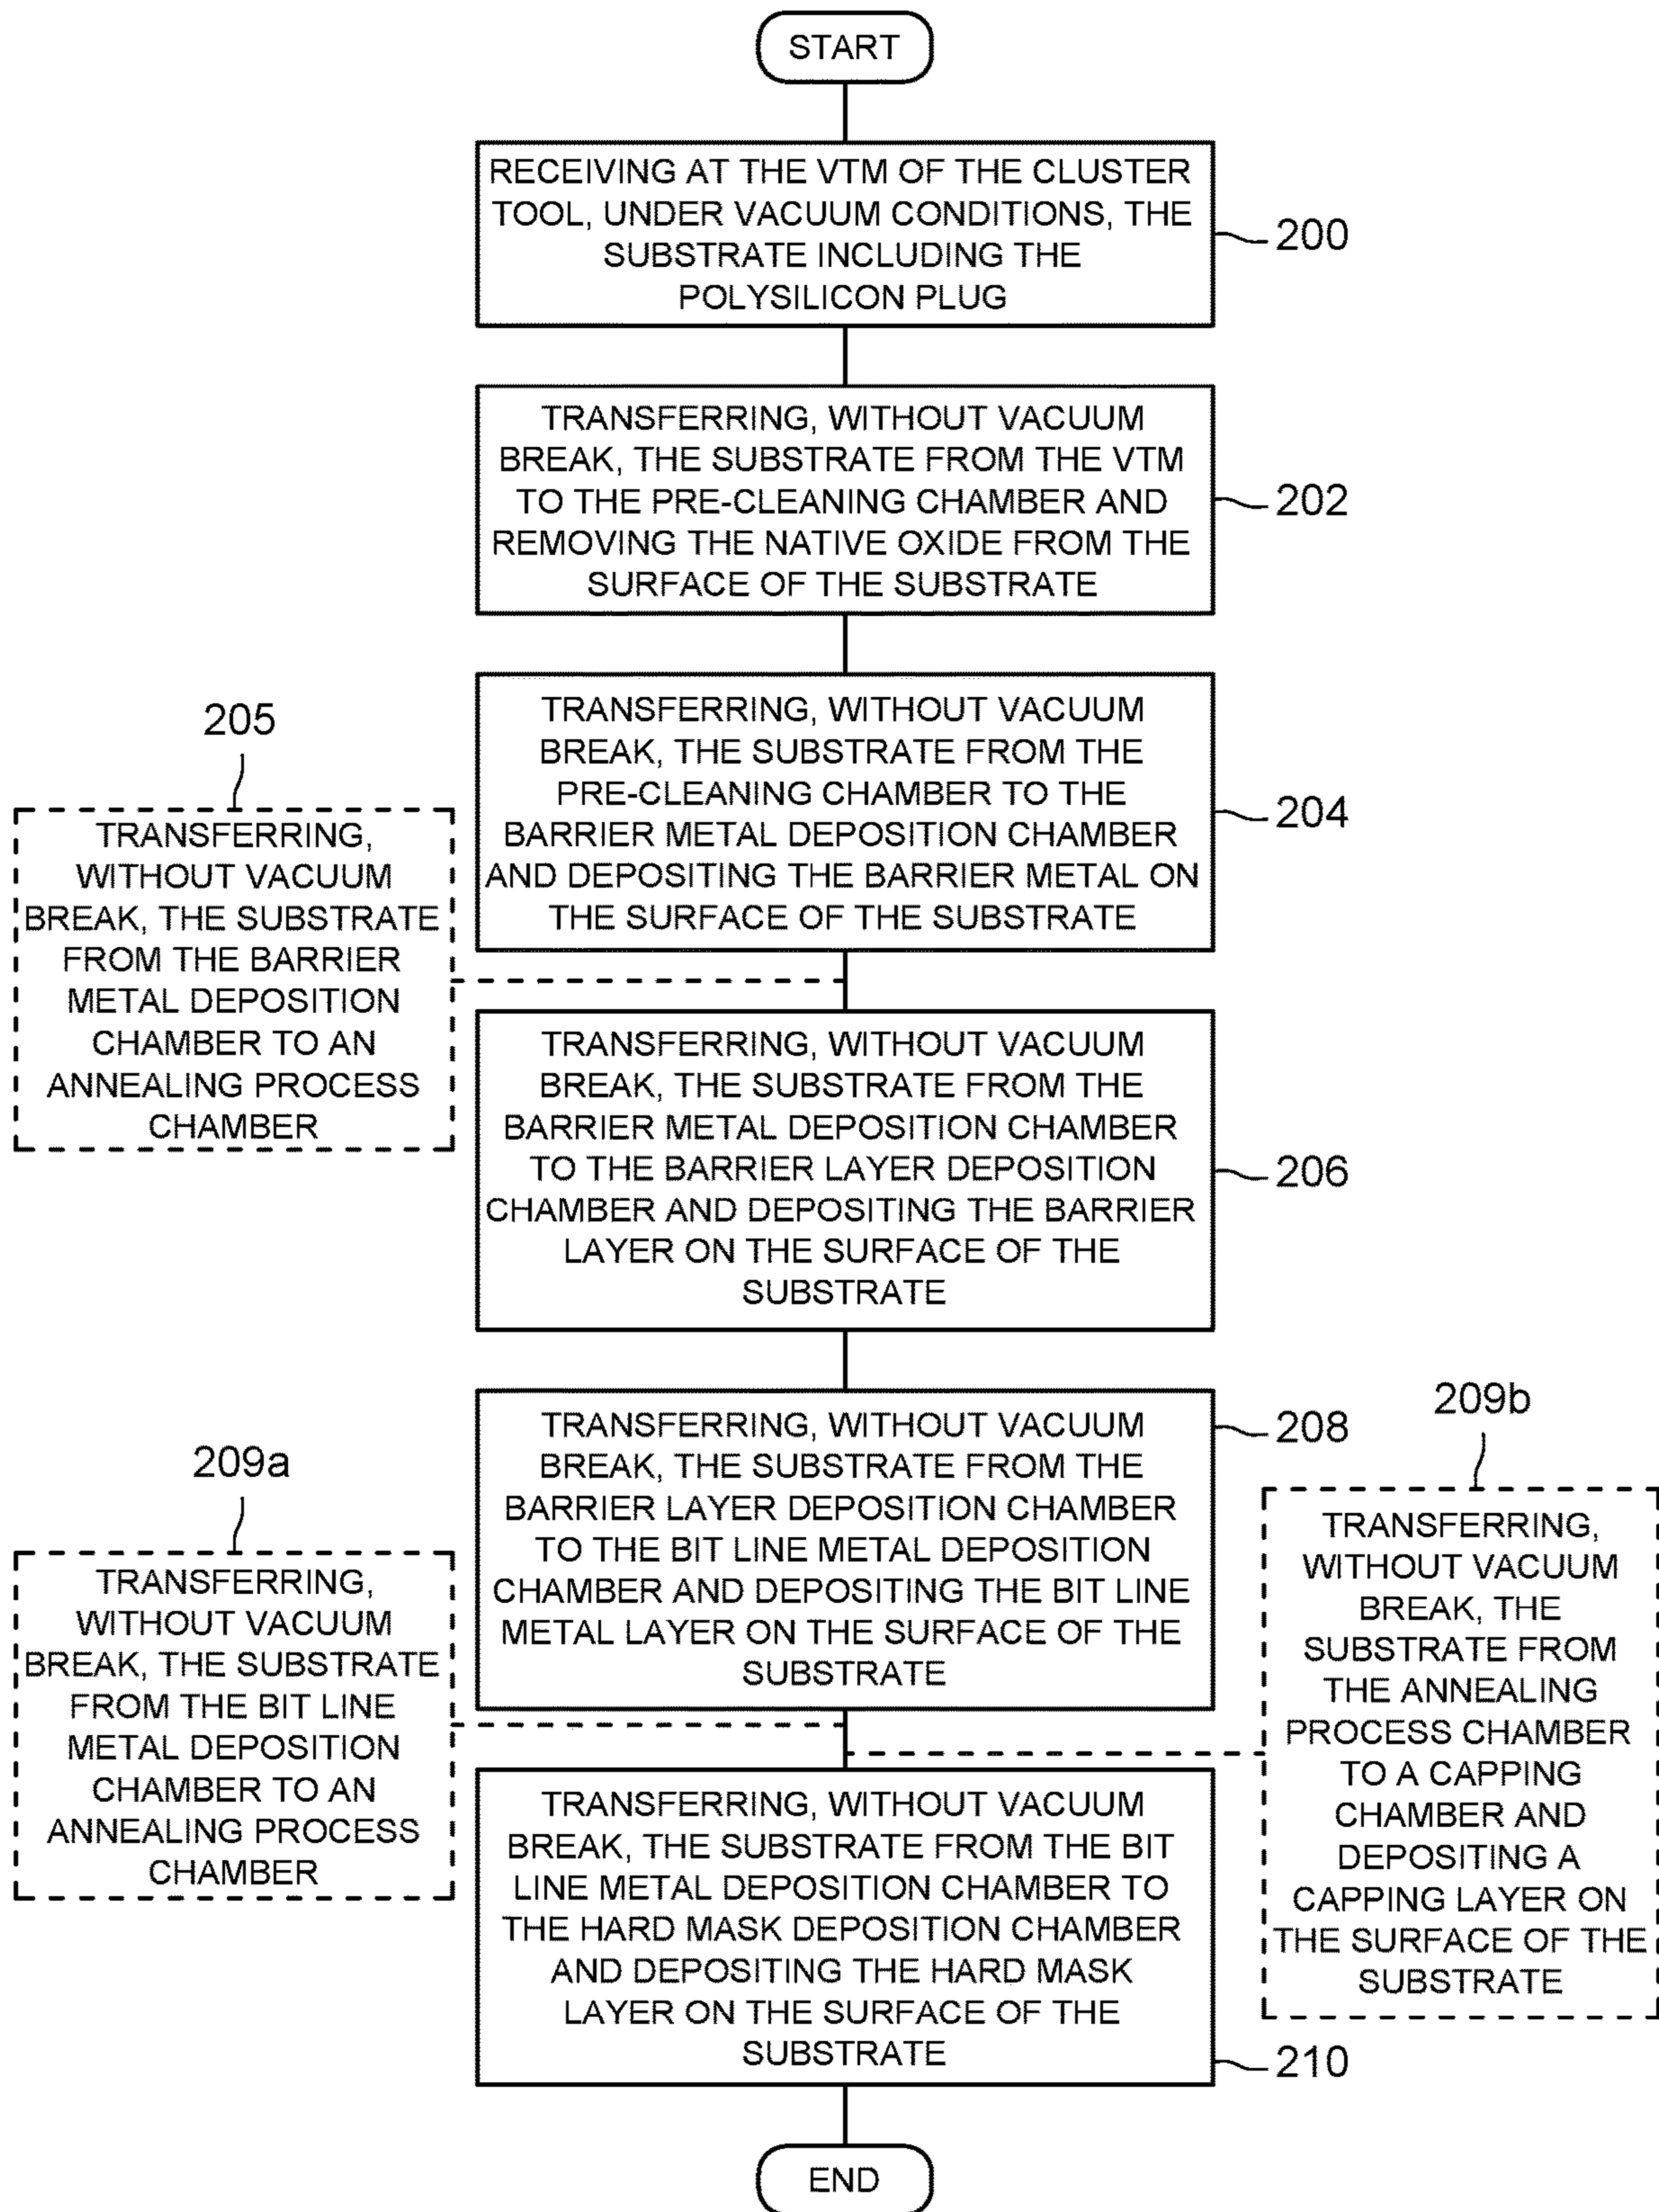 START
RECEIVING AT THE VTM OF THE CLUSTER
TOOL, UNDER VACUUM CONDITIONS, THE
SUBSTRATE INCLUDING THE
POLYSILICON PLUG
200
TRANSFERRING, WITHOUT VACUUM
BREAK, THE SUBSTRATE FROM THE VTM
TO THE PRE-CLEANING CHAMBER AND
REMOVING THE NATIVE OXIDE FROM THE
SURFACE OF THE SUBSTRATE
202
TRANSFERRING, WITHOUT VACUUM
BREAK, THE SUBSTRATE FROM THE
PRE-CLEANING CHAMBER TO THE
BARRIER METAL DEPOSITION CHAMBER
AND DEPOSITING THE BARRIER METAL ON
THE SURFACE OF THE SUBSTRATE
204
205
TRANSFERRING,
WITHOUT VACUUM
BREAK, THE SUBSTRATE
FROM THE BARRIER
METAL DEPOSITION
CHAMBER TO AN
ANNEALING PROCESS
CHAMBER
TRANSFERRING, WITHOUT VACUUM
BREAK, THE SUBSTRATE FROM THE
BARRIER METAL DEPOSITION CHAMBER
TO THE BARRIER LAYER DEPOSITION
CHAMBER AND DEPOSITING THE BARRIER
LAYER ON THE SURFACE OF THE
SUBSTRATE
206
TRANSFERRING, WITHOUT VACUUM
BREAK, THE SUBSTRATE FROM THE
BARRIER LAYER DEPOSITION CHAMBER
TO THE BIT LINE METAL DEPOSITION
CHAMBER AND DEPOSITING THE BIT LINE
METAL LAYER ON THE SURFACE OF THE
SUBSTRATE
208
209a
TRANSFERRING,
WITHOUT VACUUM
BREAK, THE SUBSTRATE
FROM THE BIT LINE
METAL DEPOSITION
CHAMBER TO AN
ANNEALING PROCESS
CHAMBER
209b
TRANSFERRING,
WITHOUT VACUUM
BREAK, THE
SUBSTRATE FROM
THE ANNEALING
PROCESS CHAMBER
TO A CAPPING
CHAMBER AND
DEPOSITING A
CAPPING LAYER ON
THE SURFACE OF THE
SUBSTRATE
TRANSFERRING, WITHOUT VACUUM
BREAK, THE SUBSTRATE FROM THE BIT
LINE METAL DEPOSITION CHAMBER TO
THE HARD MASK DEPOSITION CHAMBER
AND DEPOSITING THE HARD MASK
LAYER ON THE SURFACE OF THE
SUBSTRATE
210
END